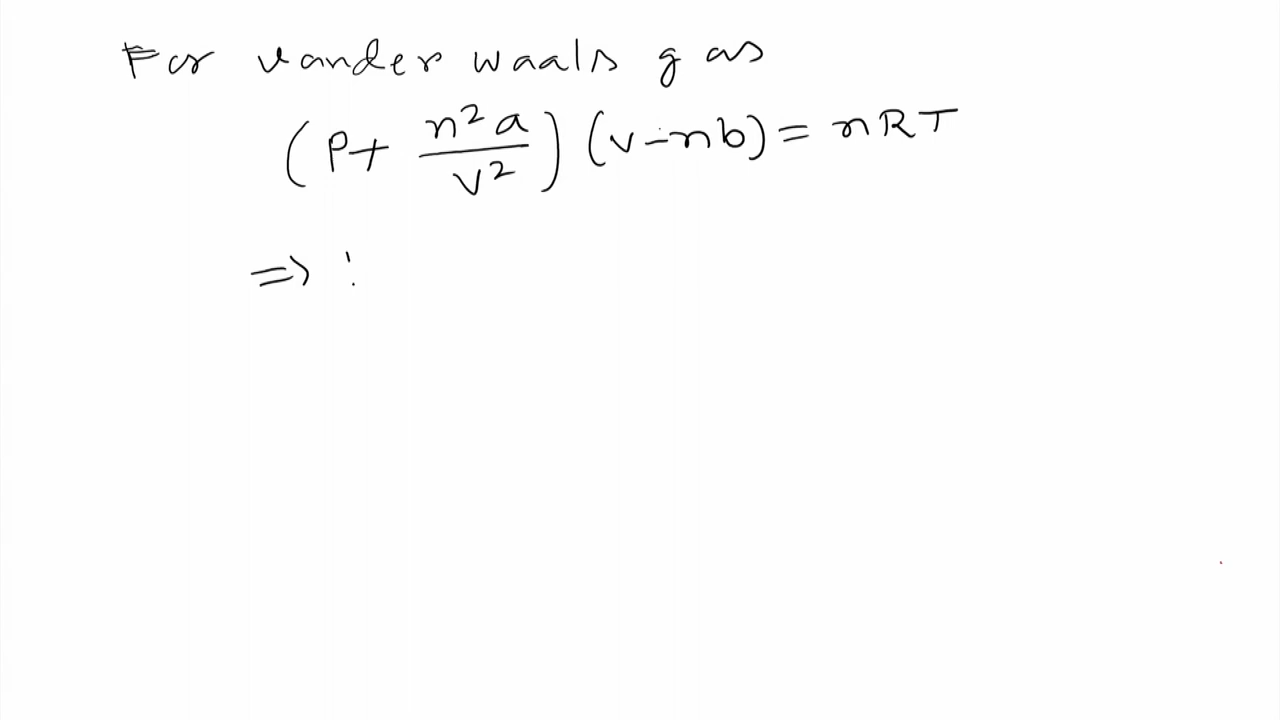 For vander waals gas
(P + n²a / v²) (v - nb) = nRT
⇒